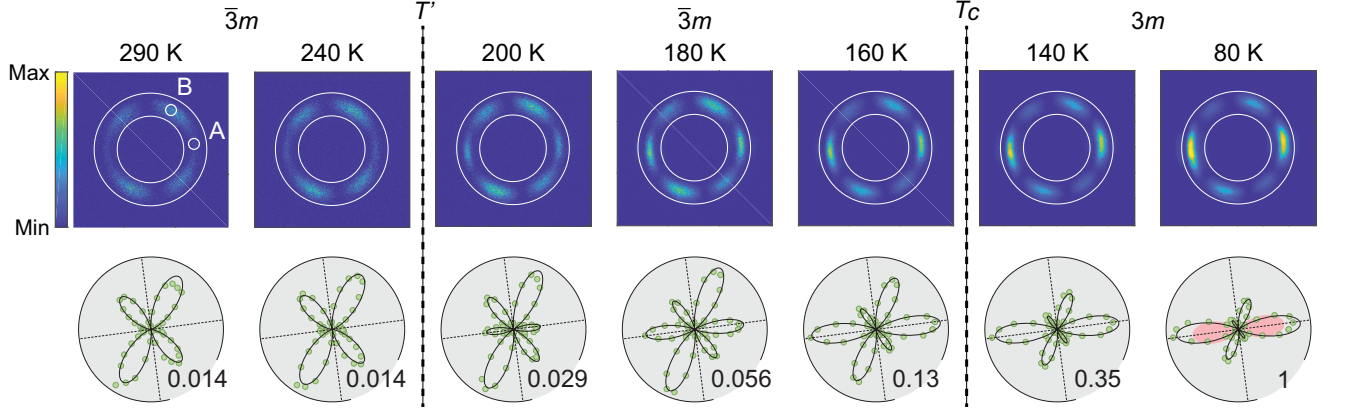 3̅m T' 3̅m Tc 3m
290 K 240 K 200 K 180 K 160 K 140 K 80 K
Max
B
A
Min
0.014 0.014 0.029 0.056 0.13 0.35 1